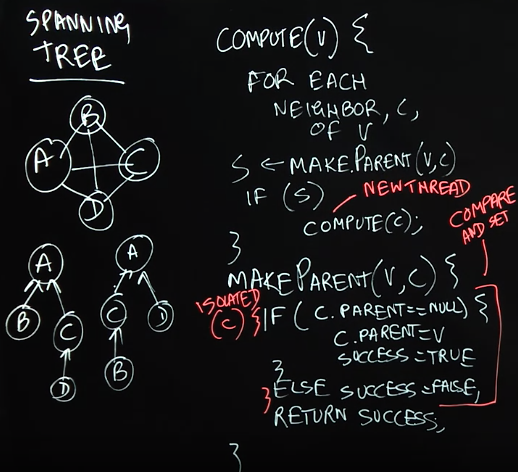 SPANNING
TREE
B
A
C
D
A
B
C
D
A
C
D
B
COMPUTE(V) {
FOR EACH
NEIGHBOR, C,
OF V
S ← MAKE.PARENT(V,C)
IF (S)
NEW THREAD
COMPUTE(C);
}
COMPARE
AND SET
MAKEPARENT(V,C) {
ISOLATED
(C) {
IF ( C.PARENT==NULL) {
C.PARENT=V
SUCCESS=TRUE
}
} ELSE SUCCESS=FALSE;
RETURN SUCCESS;
}